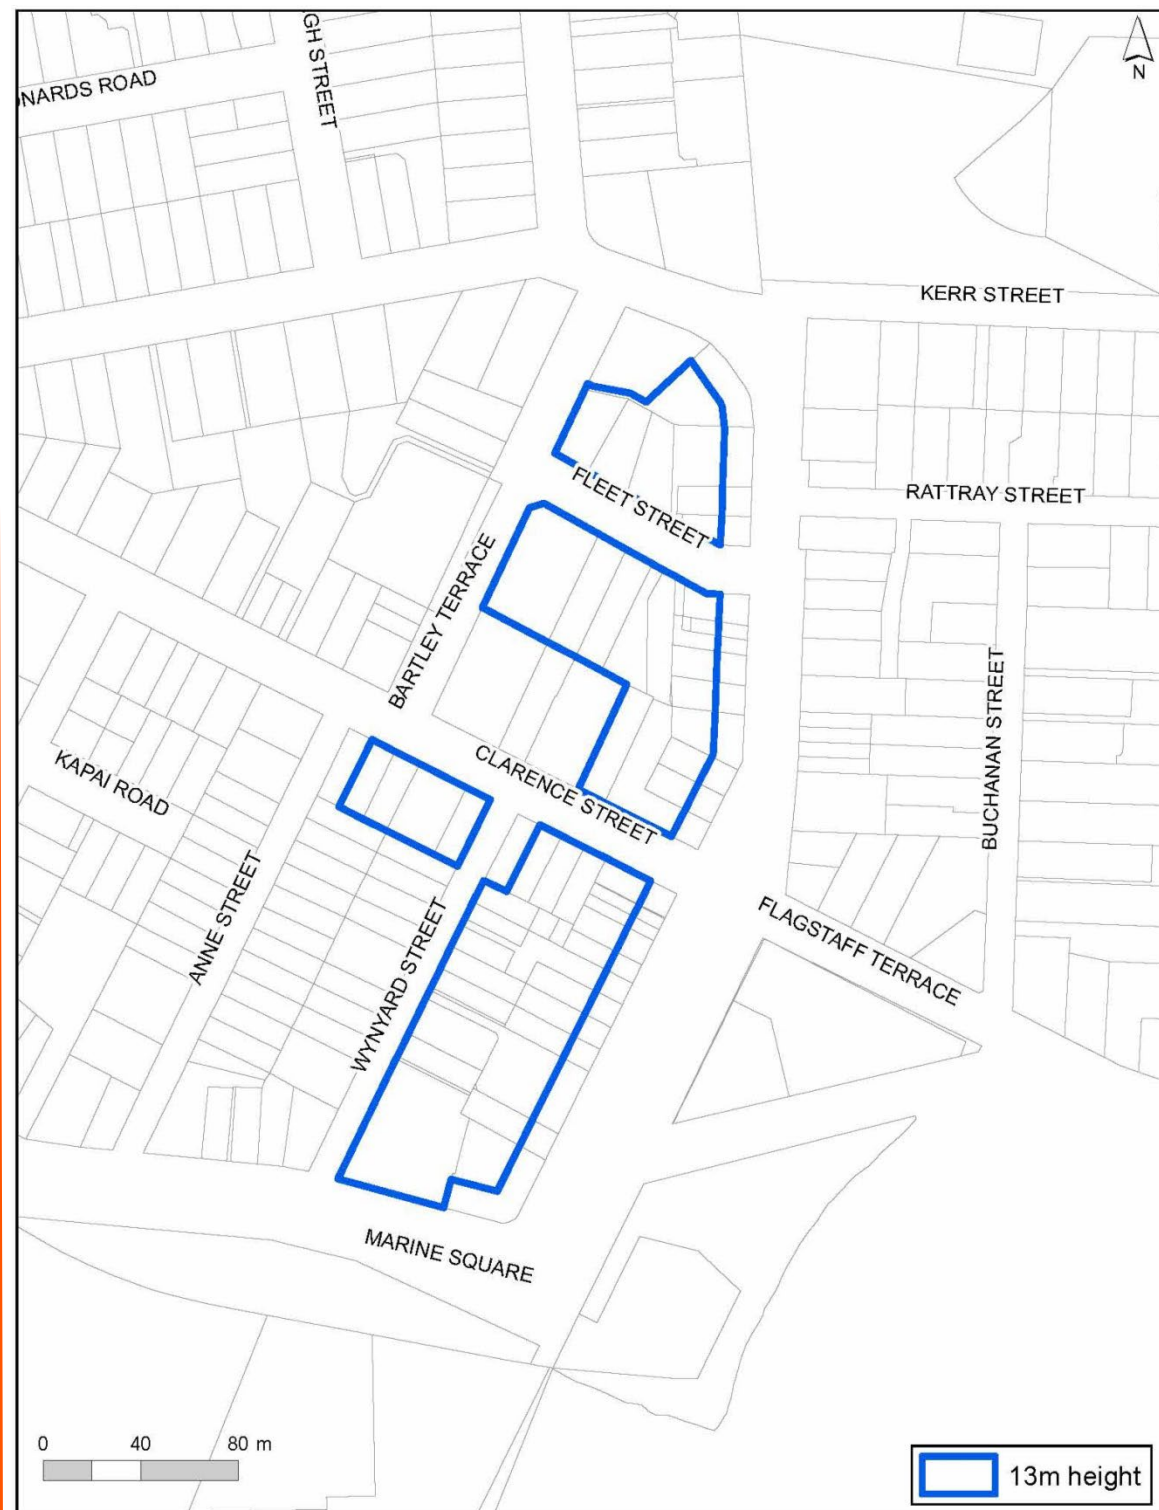 GH STREET
NARDS ROAD
N
KERR STREET
FLEET STREET
RATTRAY STREET
BARTLEY TERRACE
BUCHANAN STREET
CLARENCE STREET
KAPAI ROAD
ANNE STREET
WYNYARD STREET
FLAGSTAFF TERRACE
MARINE SQUARE
0 40 80 m
13m height